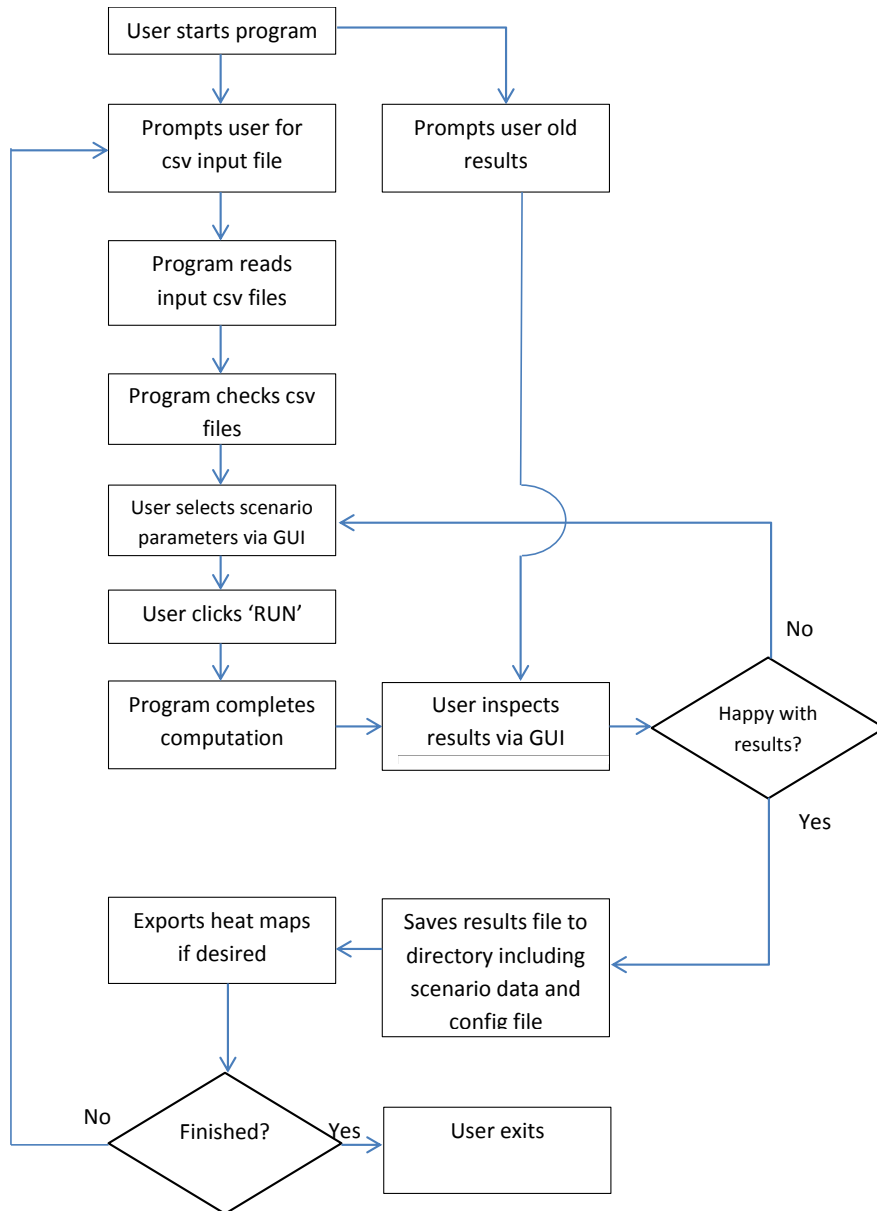 User starts program
Prompts user for
csv input file
Prompts user old
results
Program reads
input csv files
Program checks csv
files
User selects scenario
parameters via GUI
User clicks ‘RUN’
No
Program completes
computation
User inspects
results via GUI
Happy with
results?
Yes
Exports heat maps
if desired
Saves results file to
directory including
scenario data and
config file
No
Finished?
Yes
User exits